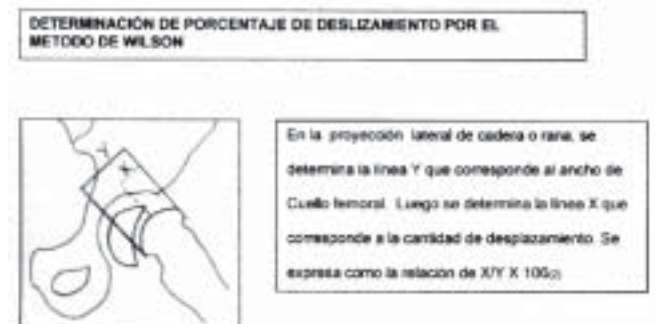 DETERMINACIÓN DE PORCENTAJE DE DESLIZAMIENTO POR EL
METODO DE WILSON
Y
X
En la proyección lateral de cadera o rana, se
determina la línea Y que corresponde al ancho de
Cuello femoral. Luego se determina la línea X que
corresponde a la cantidad de desplazamiento. Se
expresa como la relación de X/Y X 100(2)